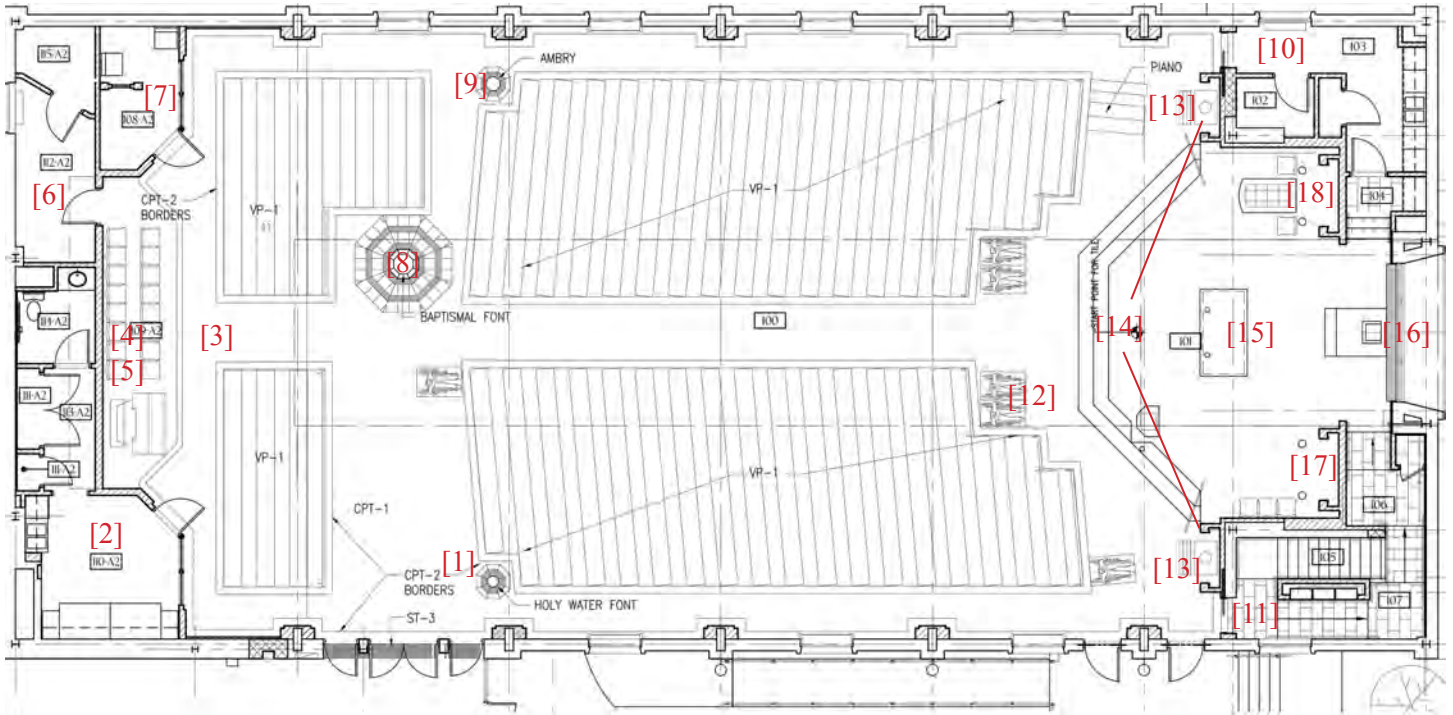 115-A2
[7]
108-A2
112-A2
[6]
[9]
AMBRY
PIANO
[13]
[10]
103
102
CPT-2
BORDERS
VP-1
VP-1
[18]
104
[8]
BAPTISMAL FONT
START POINT FOR TILE
114-A2
[4]
109-A2
[3]
[5]
100
[14]
101
[15]
[16]
111-A2
113-A2
111-A2
[12]
VP-1
VP-1
[17]
106
CPT-1
[2]
110-A2
[1]
CPT-2
BORDERS
HOLY WATER FONT
ST-3
[13]
105
107
[11]